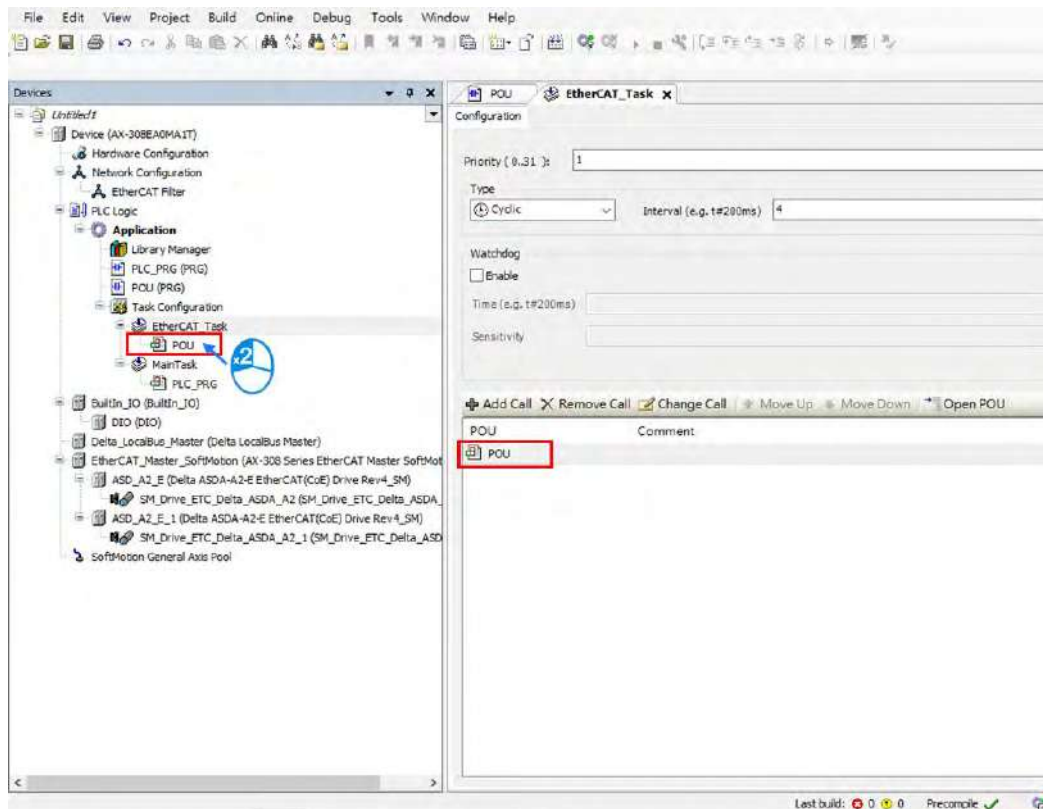 File Edit View Project Build Online Debug Tools Window Help
Devices
Untitled1
Device (AX-308EA0MA1T)
Hardware Configuration
Network Configuration
EtherCAT Filter
PLC Logic
Application
Library Manager
PLC_PRG (PRG)
POU (PRG)
Task Configuration
EtherCAT_Task
POU
x2
MainTask
PLC_PRG
BuiltIn_IO (BuiltIn_IO)
DIO (DIO)
Delta_LocalBus_Master (Delta LocalBus Master)
EtherCAT_Master_SoftMotion (AX-308 Series EtherCAT Master SoftMot
ASD_A2_E (Delta ASDA-A2-E EtherCAT(CoE) Drive Rev4_SM)
SM_Drive_ETC_Delta_ASDA_A2 (SM_Drive_ETC_Delta_ASDA_
ASD_A2_E_1 (Delta ASDA-A2-E EtherCAT(CoE) Drive Rev4_SM)
SM_Drive_ETC_Delta_ASDA_A2_1 (SM_Drive_ETC_Delta_ASD
SoftMotion General Axis Pool
POU EtherCAT_Task
Configuration
Priority ( 0..31 ): 1
Type
Cyclic Interval (e.g. t#200ms) 4
Watchdog
Enable
Time (e.g. t#200ms)
Sensitivity
Add Call Remove Call Change Call Move Up Move Down Open POU
POU Comment
POU
Last build: 0 0 Precompile